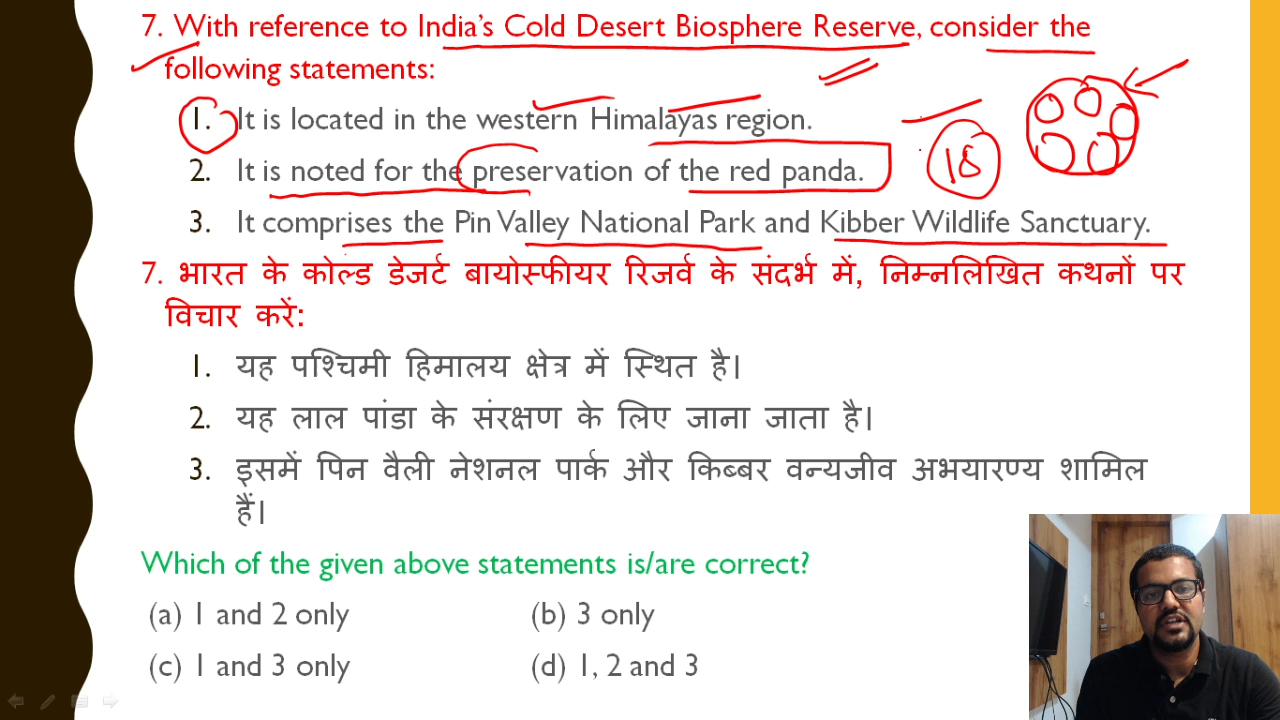 7. With reference to India's Cold Desert Biosphere Reserve, consider the
following statements:
1. It is located in the western Himalayas region.
18
2. It is noted for the preservation of the red panda.
3. It comprises the Pin Valley National Park and Kibber Wildlife Sanctuary.
7. भारत के कोल्ड डेजर्ट बायोस्फीयर रिजर्व के संदर्भ में, निम्नलिखित कथनों पर
विचार करें:
1. यह पश्चिमी हिमालय क्षेत्र में स्थित है।
2. यह लाल पांडा के संरक्षण के लिए जाना जाता है।
3. इसमें पिन वैली नेशनल पार्क और किब्बर वन्यजीव अभयारण्य शामिल
हैं।
Which of the given above statements is/are correct?
(a) 1 and 2 only (b) 3 only
(c) 1 and 3 only (d) 1, 2 and 3